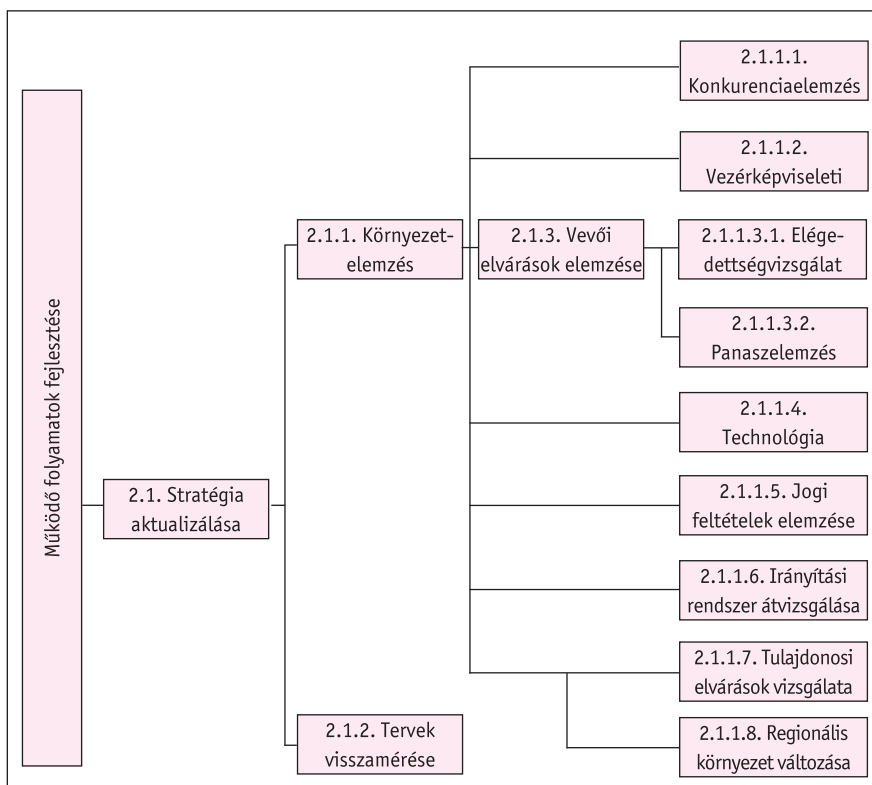 Működő folyamatok fejlesztése
2.1. Stratégia
aktualizálása
2.1.1. Környezet-
elemzés
2.1.2. Tervek
visszamérése
2.1.3. Vevői
elvárások elemzése
2.1.1.1.
Konkurenciaelemzés
2.1.1.2.
Vezérképviseleti
2.1.1.3.1. Elége-
dettségvizsgálat
2.1.1.3.2.
Panaszelemzés
2.1.1.4.
Technológia
2.1.1.5. Jogi
feltételek elemzése
2.1.1.6. Irányítási
rendszer átvizsgálása
2.1.1.7. Tulajdonosi
elvárások vizsgálata
2.1.1.8. Regionális
környezet változása